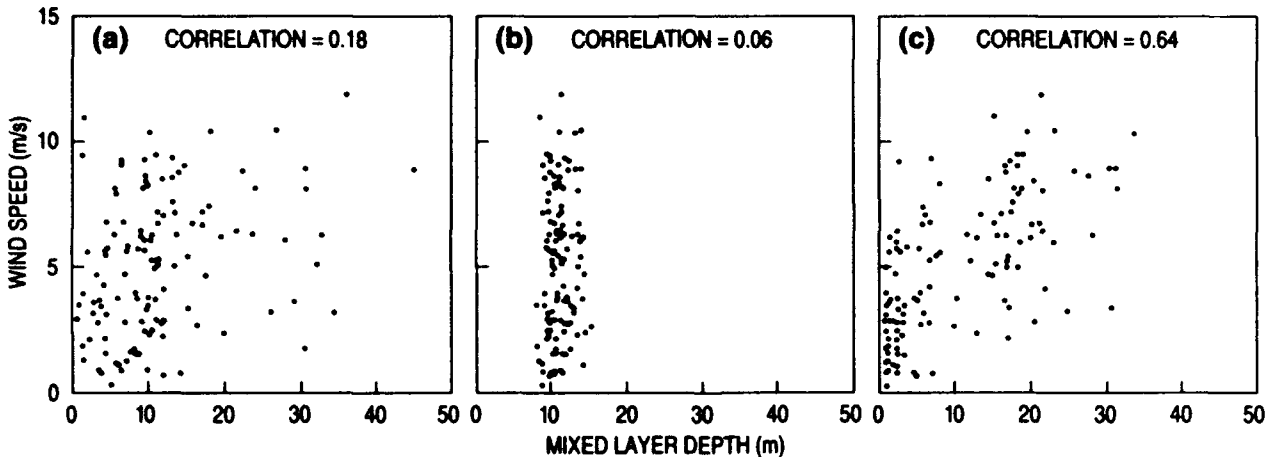 (a) CORRELATION = 0.18
(b) CORRELATION = 0.06
(c) CORRELATION = 0.64
WIND SPEED (m/s)
15
10
5
0
0 10 20 30 40 50
0 10 20 30 40 50
0 10 20 30 40 50
MIXED LAYER DEPTH (m)